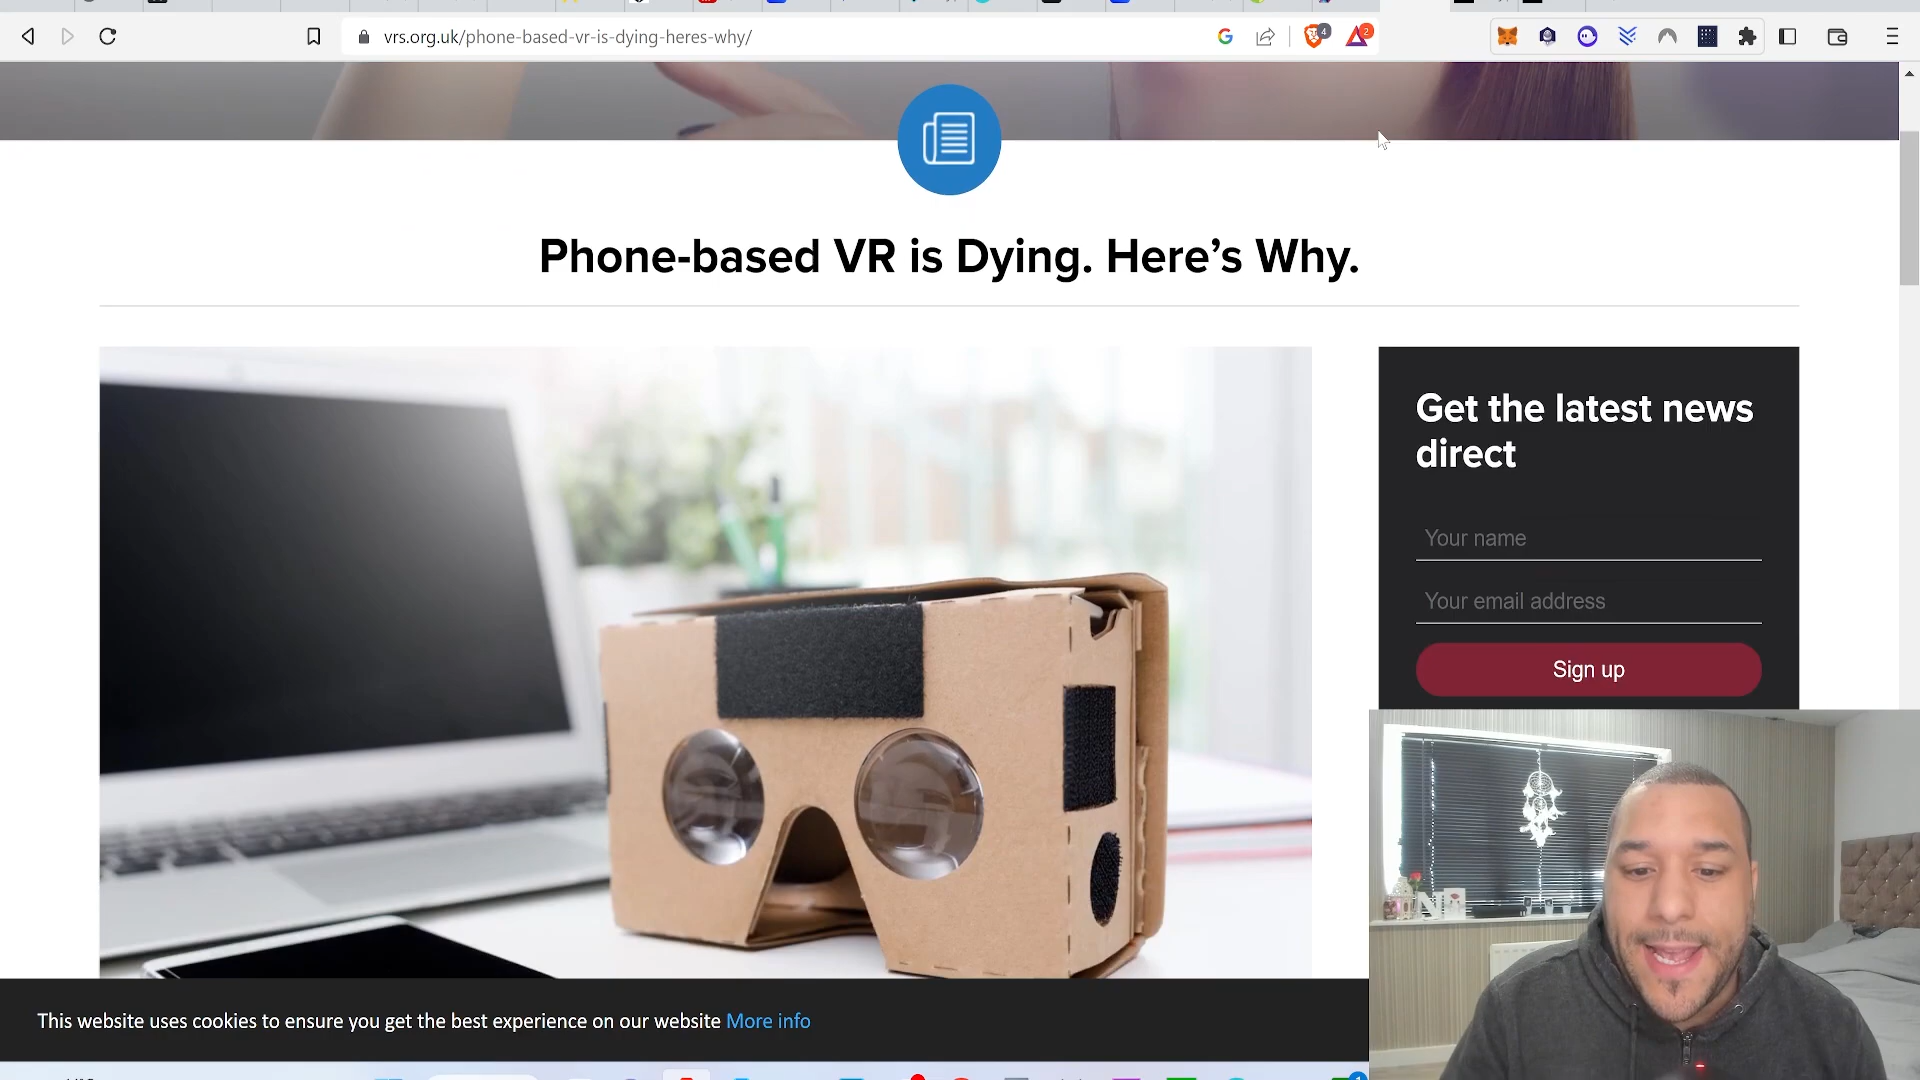 vrs.org.uk/phone-based-vr-is-dying-heres-why/
4
2
Phone-based VR is Dying. Here's Why.
Get the latest news
direct
Your name
Your email address
Sign up
This website uses cookies to ensure you get the best experience on our website More info